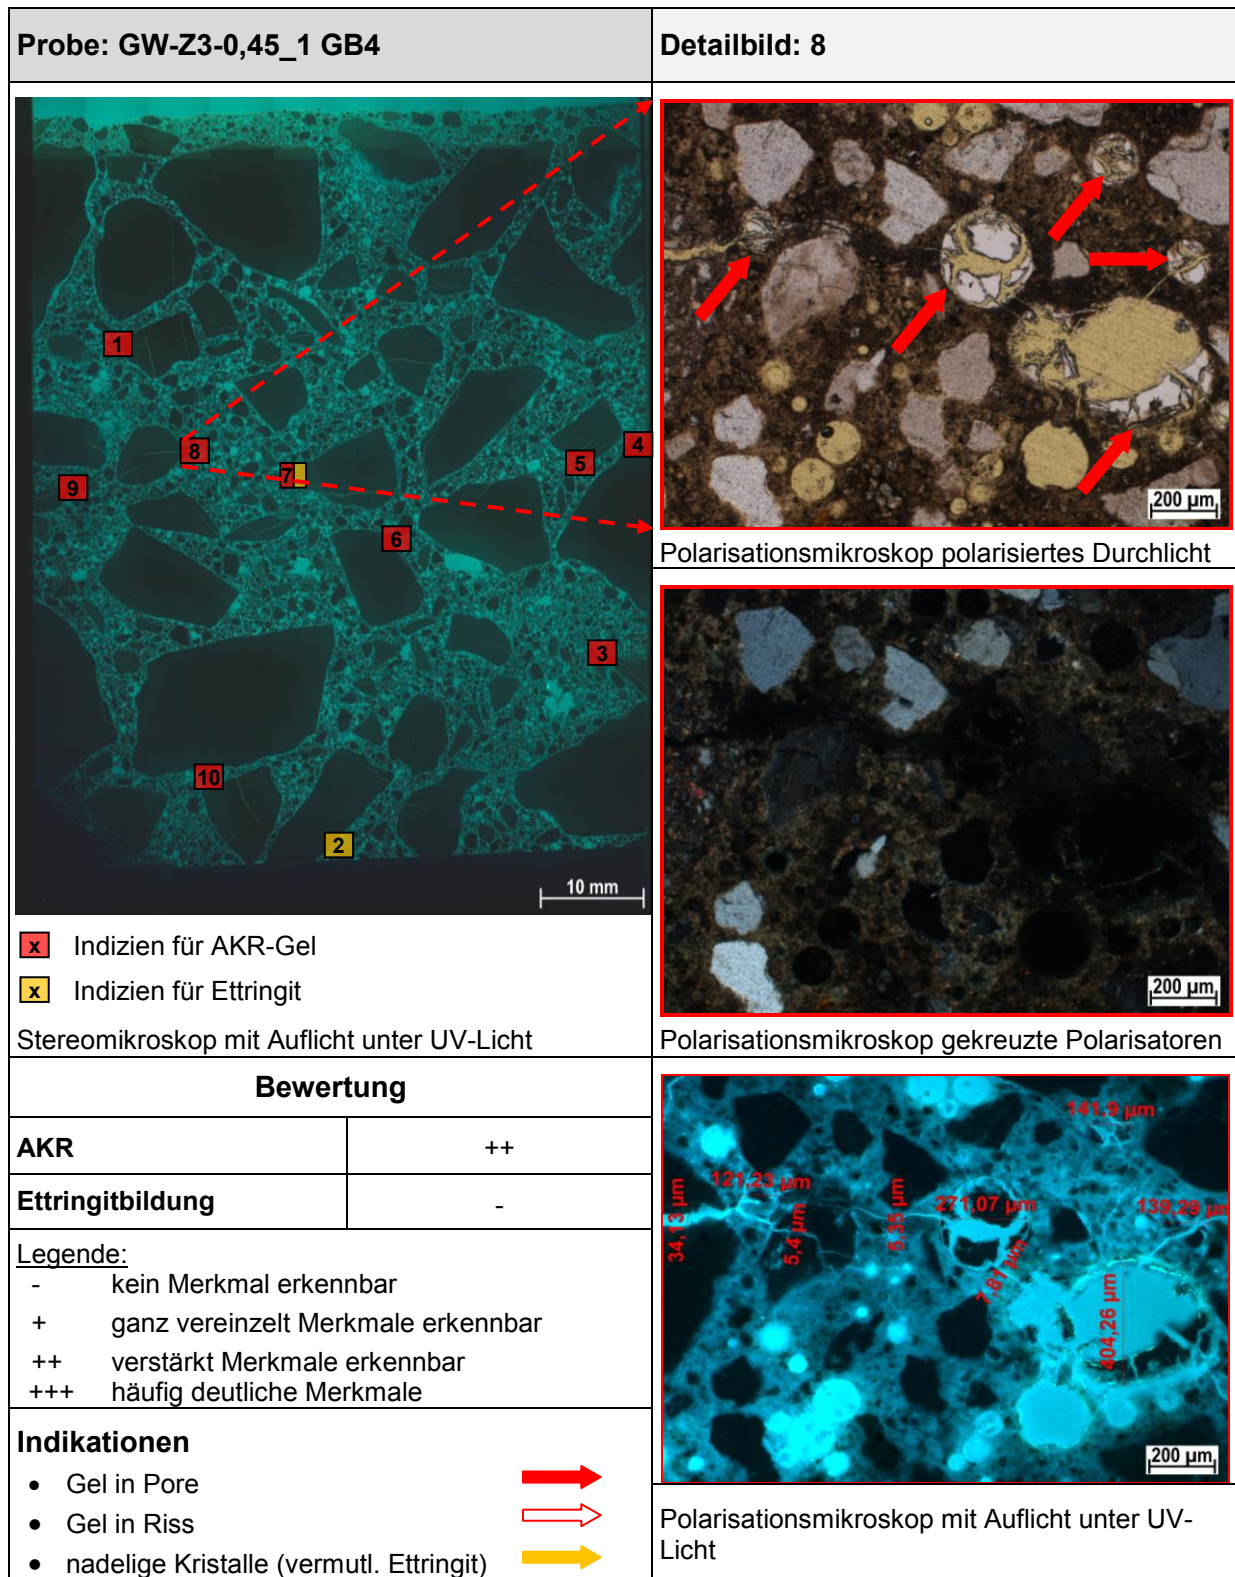 Probe: GW-Z3-0,45_1 GB4
Detailbild: 8
1
8
7
9
5
4
6
3
10
2
10 mm
x Indizien für AKR-Gel
x Indizien für Ettringit
Stereomikroskop mit Auflicht unter UV-Licht
200 µm
Polarisationsmikroskop polarisiertes Durchlicht
200 µm
Polarisationsmikroskop gekreuzte Polarisatoren
Bewertung
AKR ++
Ettringitbildung -
Legende:
- kein Merkmal erkennbar
+ ganz vereinzelt Merkmale erkennbar
++ verstärkt Merkmale erkennbar
+++ häufig deutliche Merkmale
Indikationen
• Gel in Pore
• Gel in Riss
• nadelige Kristalle (vermutl. Ettringit)
141,9 µm
121,23 µm
34,13 µm
5,4 µm
5,35 µm
271,07 µm
139,29 µm
7,81 µm
404,26 µm
200 µm
Polarisationsmikroskop mit Auflicht unter UV-
Licht